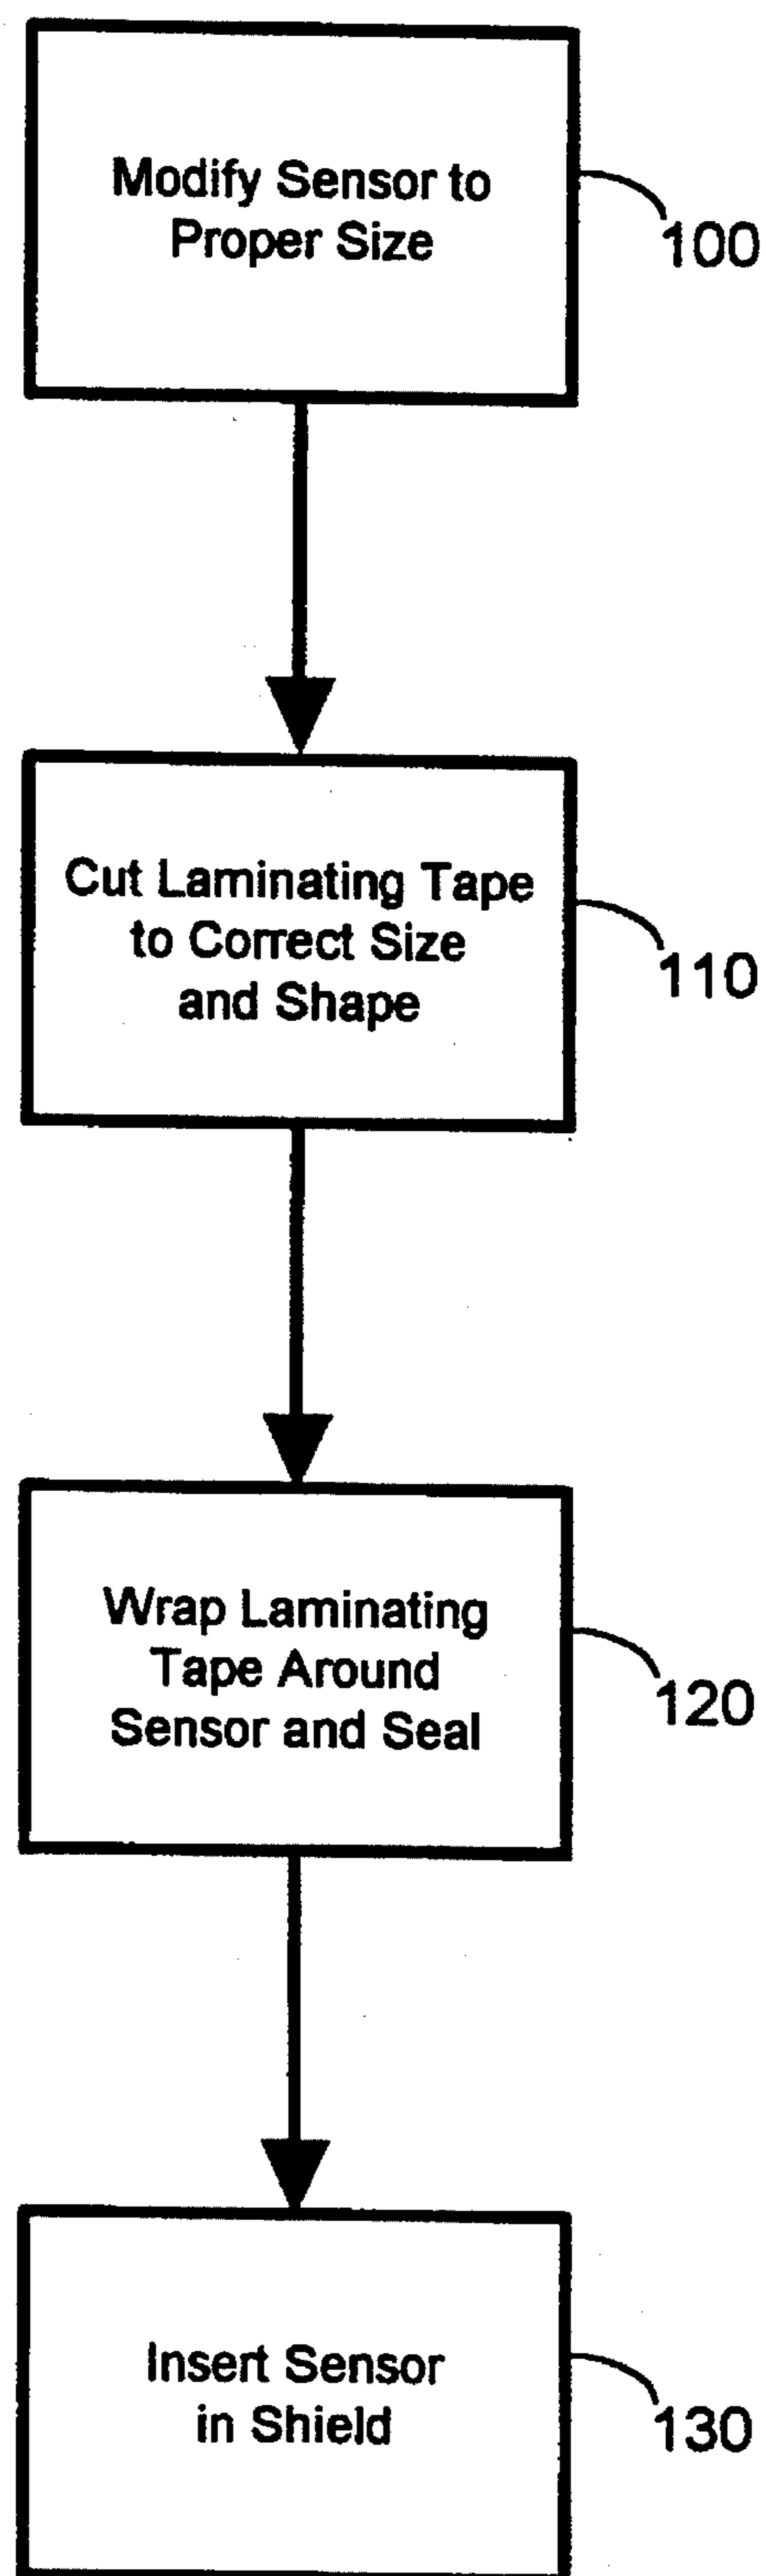 Modify Sensor to
Proper Size
100
Cut Laminating Tape
to Correct Size
and Shape
110
Wrap Laminating
Tape Around
Sensor and Seal
120
Insert Sensor
in Shield
130